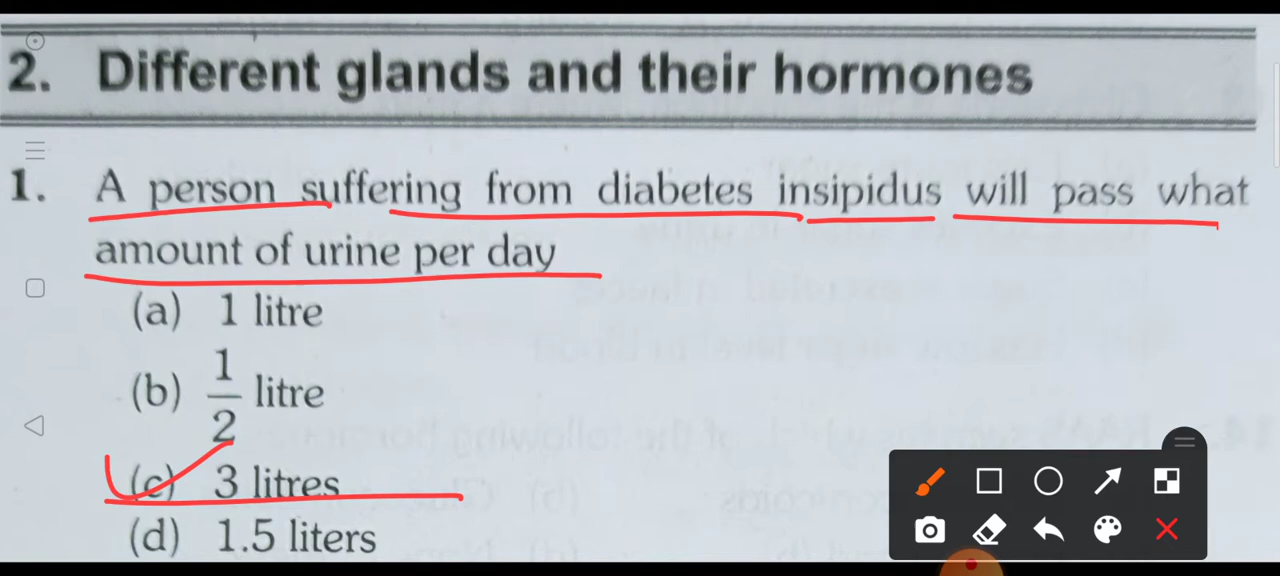 2. Different glands and their hormones
1. A person suffering from diabetes insipidus will pass what
amount of urine per day
(a) 1 litre
(b) 1/2 litre
(c) 3 litres
(d) 1.5 liters